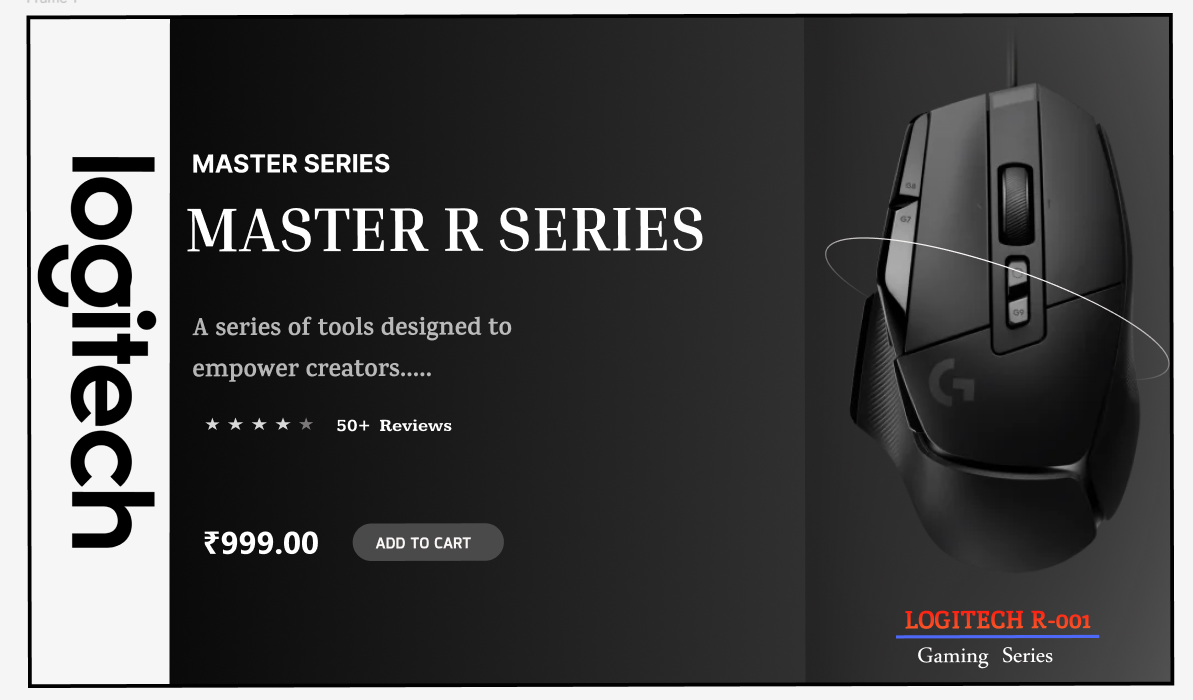 logitech
MASTER SERIES
MASTER R SERIES
A series of tools designed to
empower creators.....
50+ Reviews
₹999.00
ADD TO CART
G8
G7
G9
LOGITECH R-001
Gaming Series